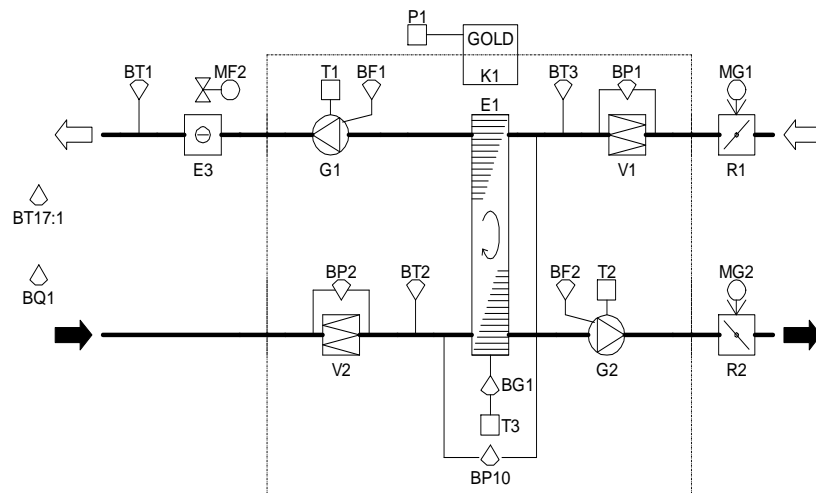 P1
GOLD
K1
BT1
MF2
T1
BF1
E1
BT3
BP1
MG1
E3
G1
V1
R1
BT17:1
BQ1
BP2
BT2
BF2
T2
MG2
V2
G2
R2
BG1
T3
BP10